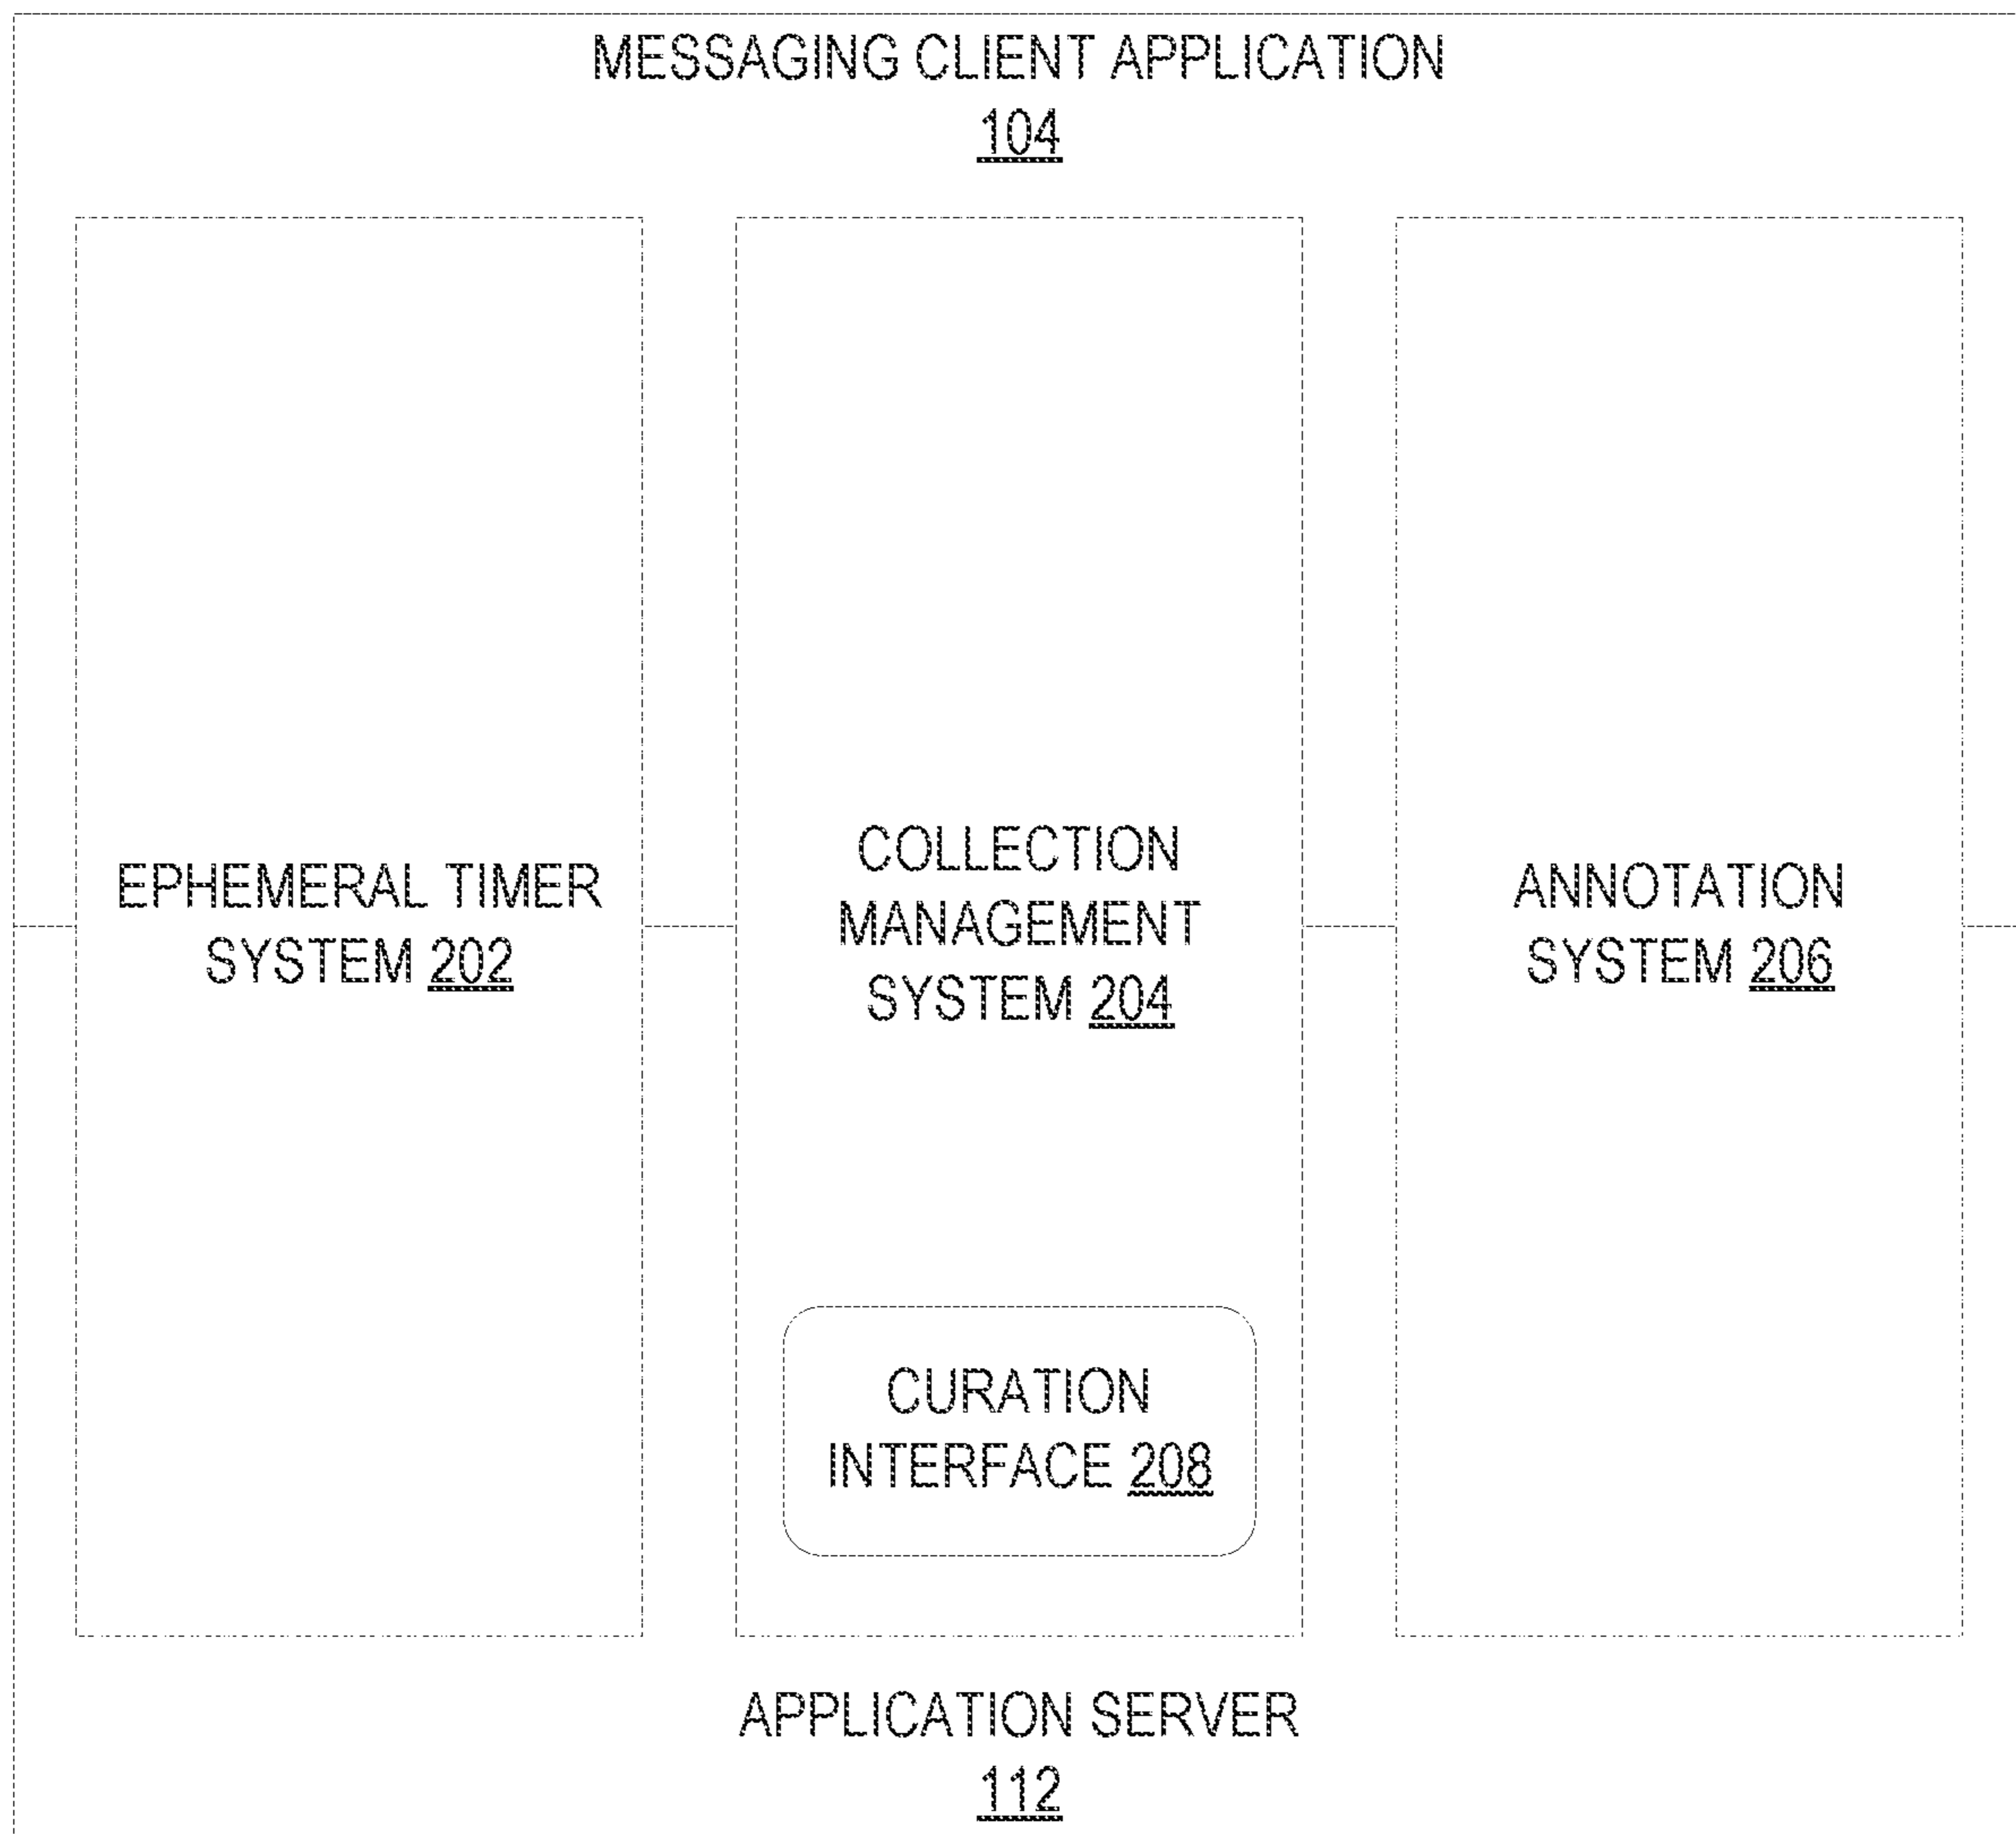 MESSAGING CLIENT APPLICATION
104
EPHEMERAL TIMER
SYSTEM 202
COLLECTION
MANAGEMENT
SYSTEM 204
ANNOTATION
SYSTEM 206
CURATION
INTERFACE 208
APPLICATION SERVER
112